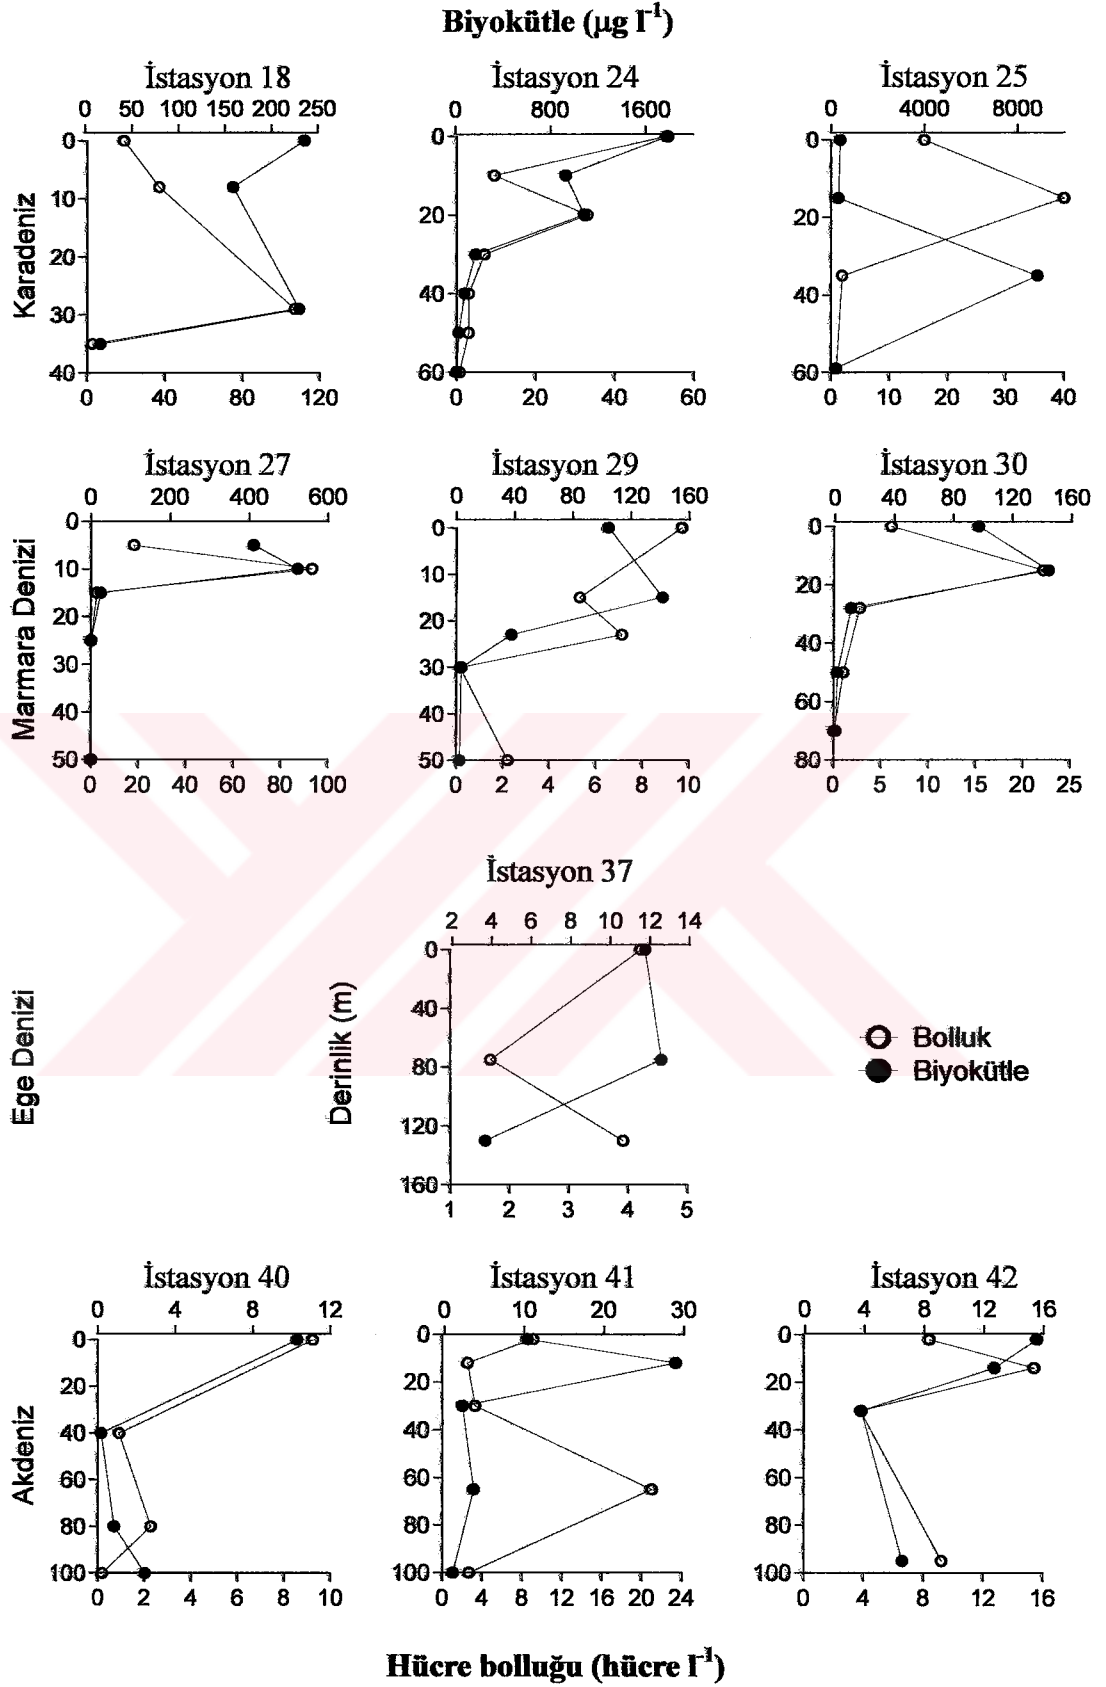 Biyokütle (µg l⁻¹)
İstasyon 18 İstasyon 24 İstasyon 25
0 50 100 150 200 250 0 800 1600 0 4000 8000
Karadeniz
0 10 20 30 40
0 20 40 60
0 20 40 60
0 40 80 120 0 20 40 60 0 10 20 30 40
İstasyon 27 İstasyon 29 İstasyon 30
0 200 400 600 0 40 80 120 160 0 40 80 120 160
Marmara Denizi
0 10 20 30 40 50
0 10 20 30 40 50
0 20 40 60 80
0 20 40 60 80 100 0 2 4 6 8 10 0 5 10 15 20 25
İstasyon 37
2 4 6 8 10 12 14
Ege Denizi
Derinlik (m)
0 40 80 120 160
1 2 3 4 5
Bolluk
Biyokütle
İstasyon 40 İstasyon 41 İstasyon 42
0 4 8 12 0 10 20 30 0 4 8 12 16
Akdeniz
0 20 40 60 80 100
0 20 40 60 80 100
0 20 40 60 80 100
0 2 4 6 8 10 0 4 8 12 16 20 24 0 4 8 12 16
Hücre bolluğu (hücre l⁻¹)